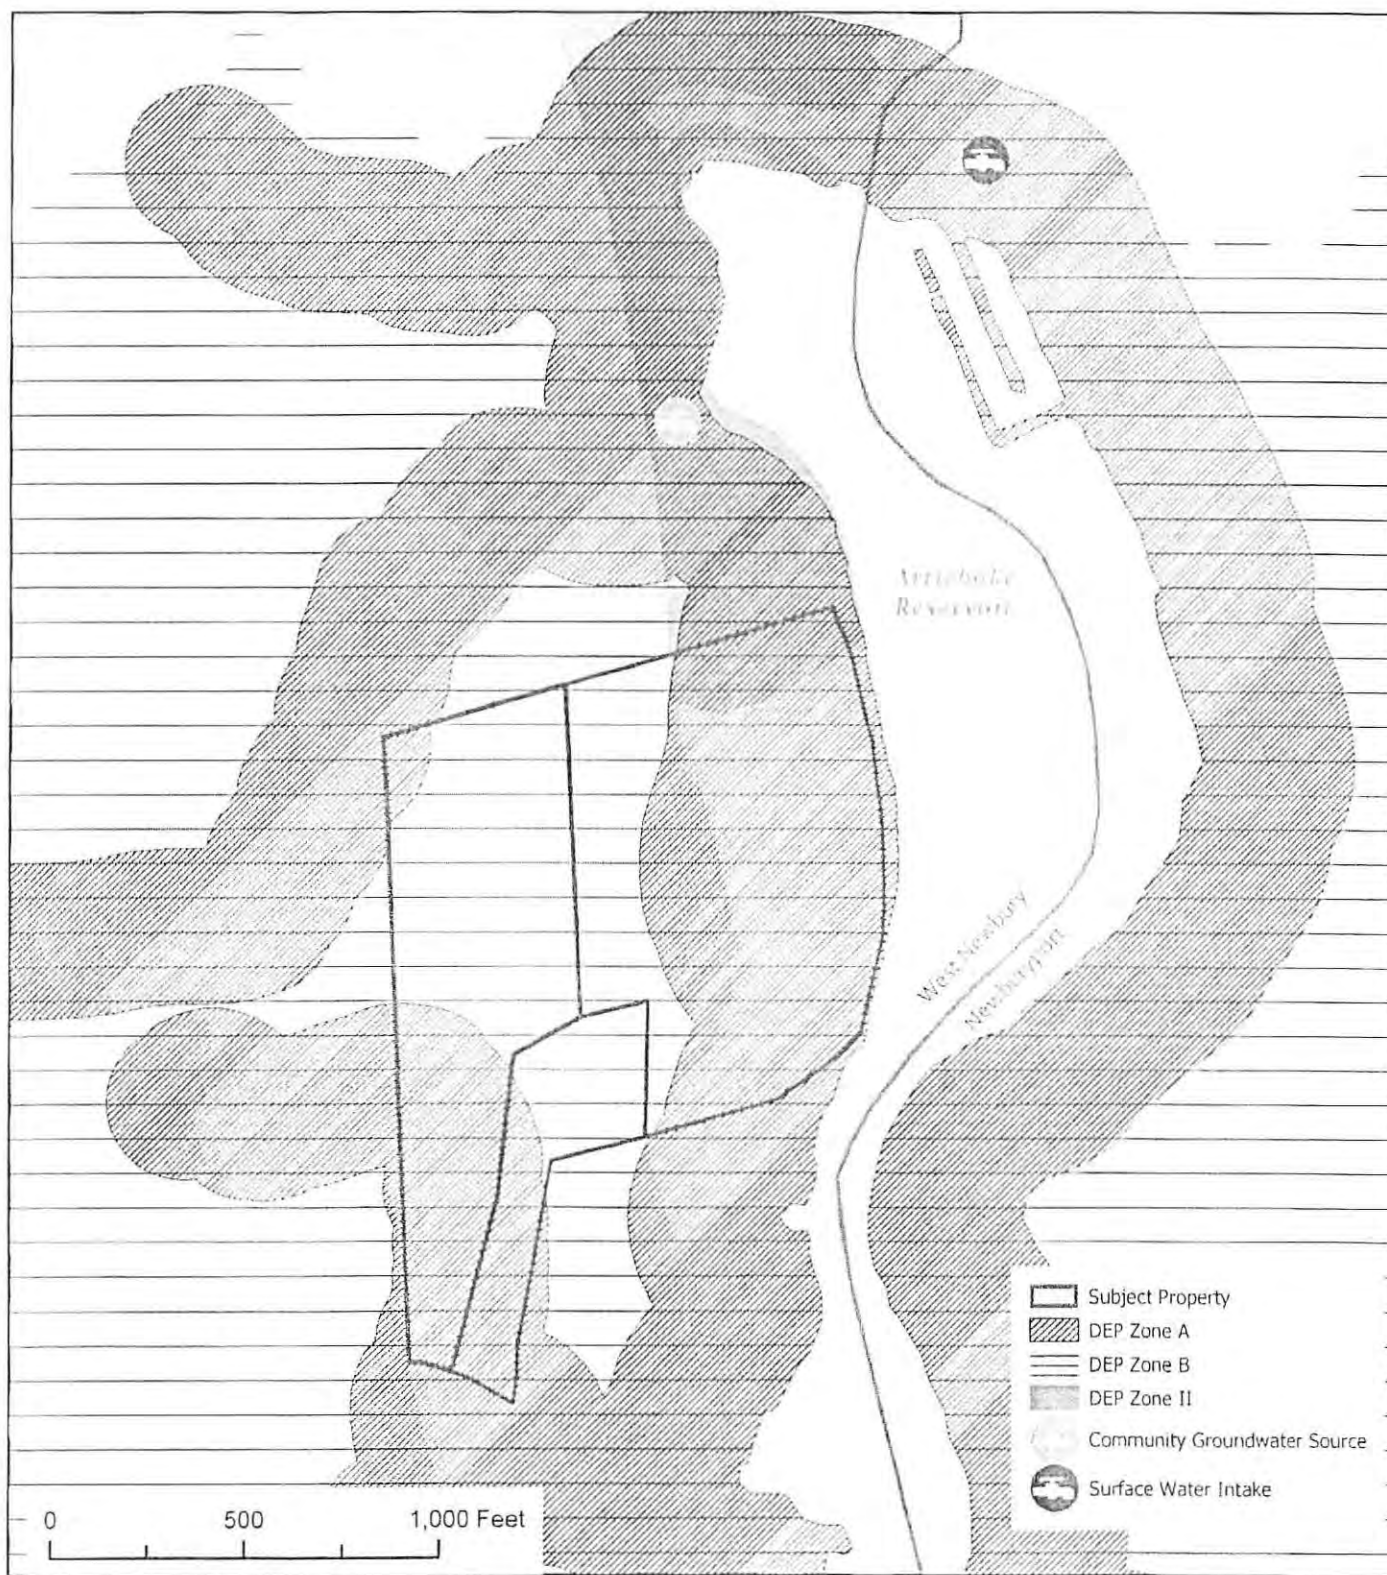 Artichoke
Reservoir
West Newbury
Newburyport
Subject Property
DEP Zone A
DEP Zone B
DEP Zone II
Community Groundwater Source
Surface Water Intake
0 500 1,000 Feet